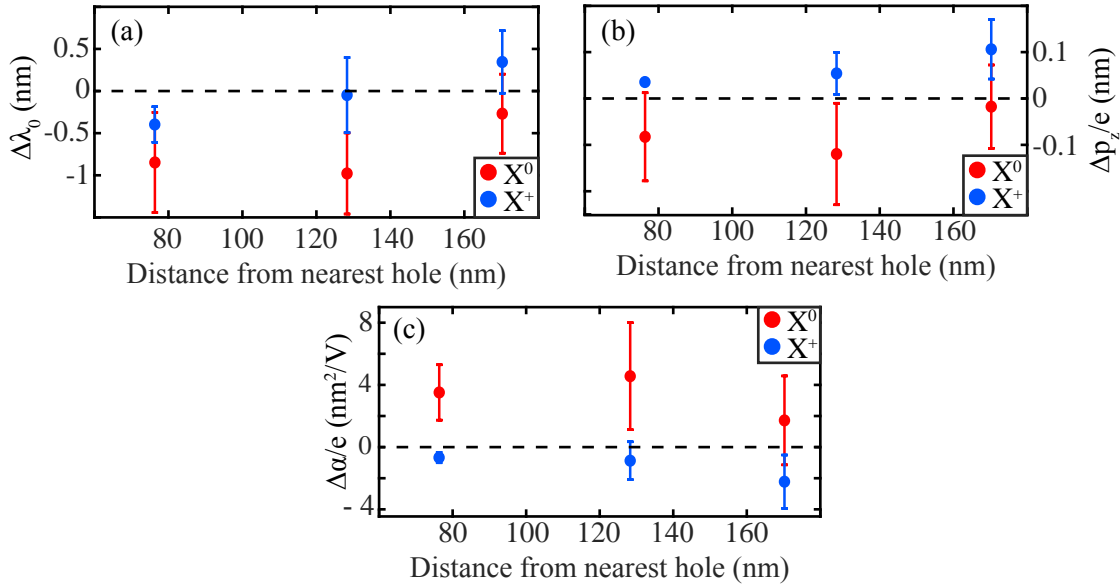 (a)
Δλ₀ (nm)
0.5
0
-0.5
-1
X⁰
X⁺
80 100 120 140 160
Distance from nearest hole (nm)
(b)
0.1
0
-0.1
Δp_z/e (nm)
X⁰
X⁺
80 100 120 140 160
Distance from nearest hole (nm)
(c)
Δα/e (nm²/V)
8
4
0
- 4
X⁰
X⁺
80 100 120 140 160
Distance from nearest hole (nm)